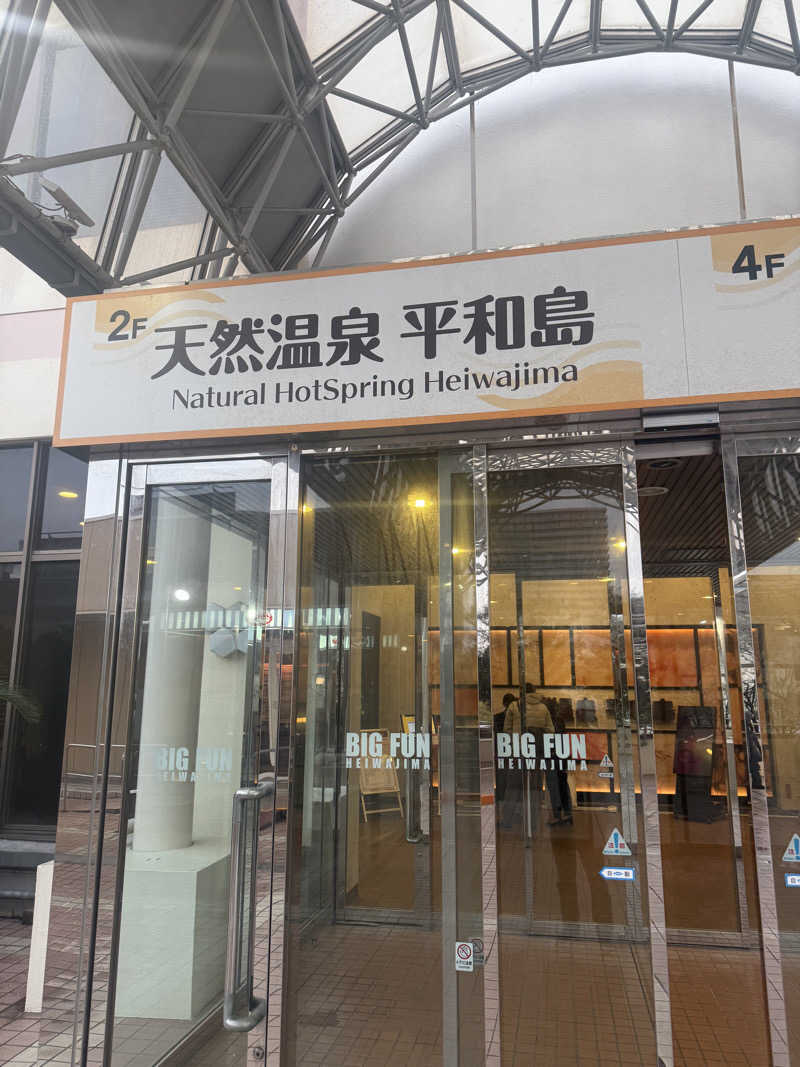 2F
天然温泉 平和島
Natural HotSpring Heiwajima
4F
BIG FUN
HEIWAJIMA
BIG FUN
HEIWAJIMA
BIG FUN
HEIWAJIMA